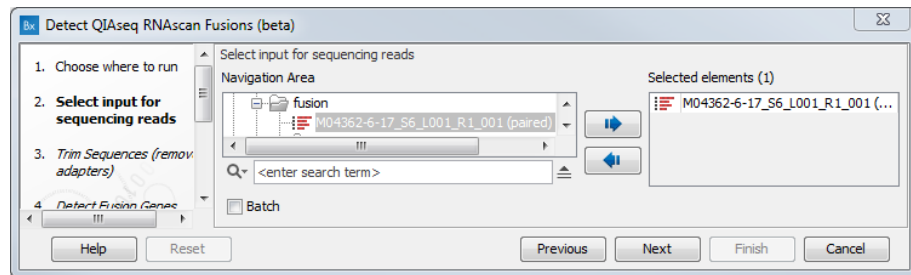 Bx Detect QIAseq RNAscan Fusions (beta)
1. Choose where to run
2. Select input for
sequencing reads
3. Trim Sequences (remov
adapters)
4 Detect Fusion Genes
Select input for sequencing reads
Navigation Area
fusion
M04362-6-17_S6_L001_R1_001 (paired)
<enter search term>
Batch
Selected elements (1)
M04362-6-17_S6_L001_R1_001 (...
Help
Reset
Previous
Next
Finish
Cancel